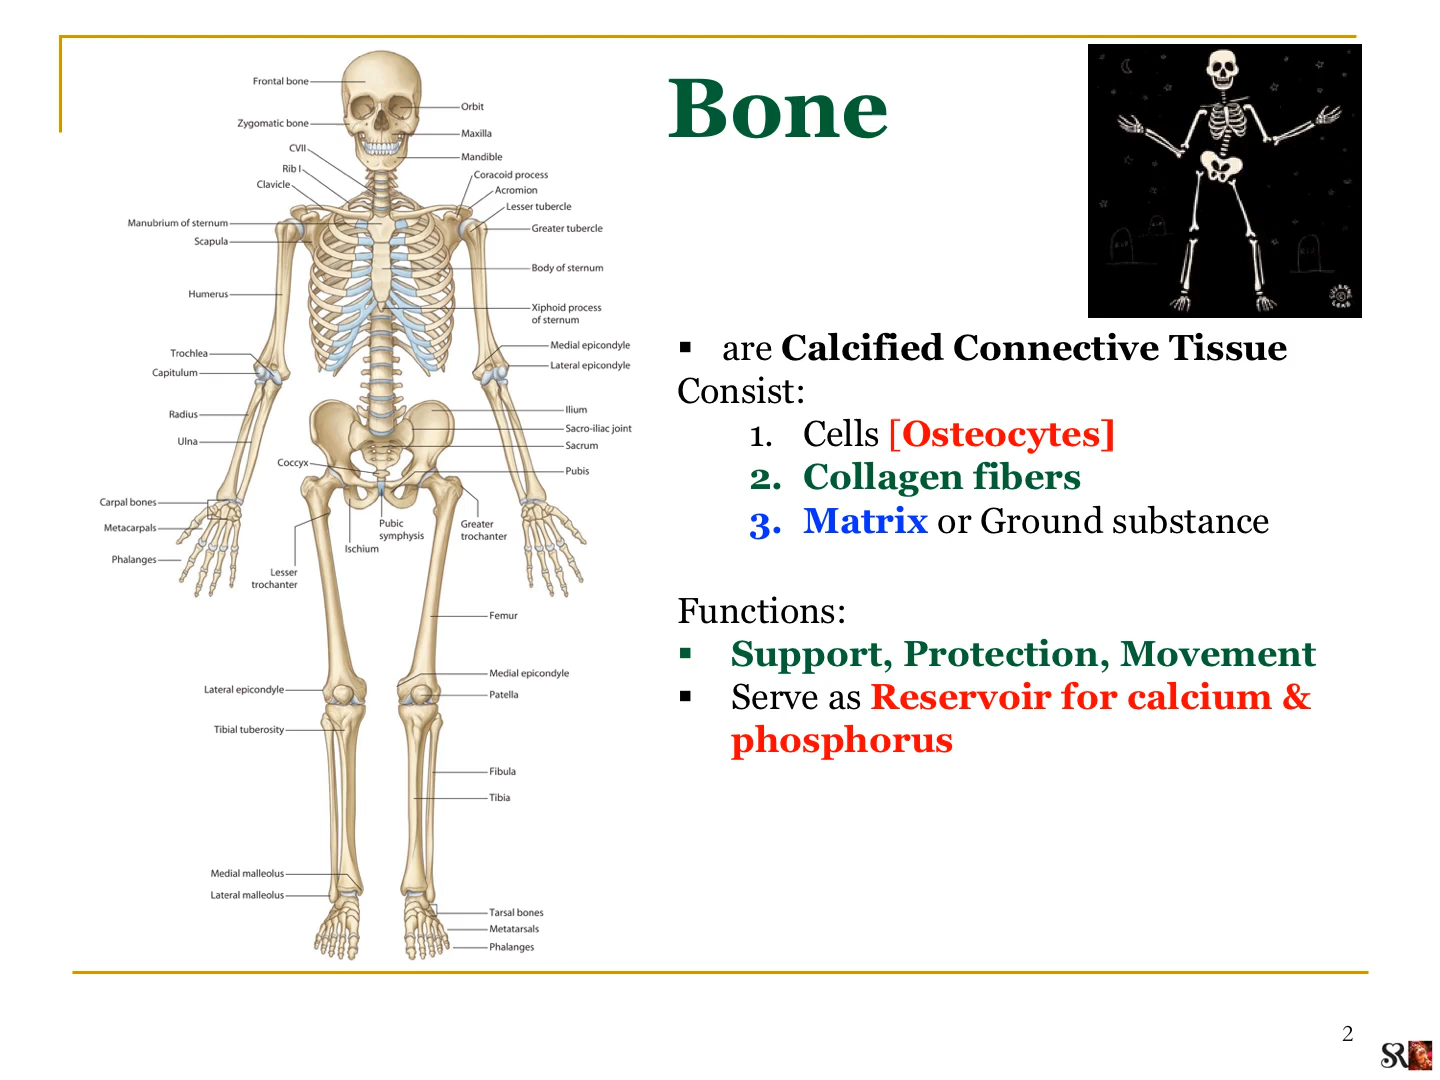 Bone
Frontal bone
Orbit
Zygomatic bone
Maxilla
CVII
Mandible
Rib I
Coracoid process
Clavicle
Acromion
Lesser tubercle
Manubrium of sternum
Greater tubercle
Scapula
Body of sternum
Humerus
Xiphoid process
of sternum
Medial epicondyle
Trochlea
Lateral epicondyle
Capitulum
Radius
Ilium
Sacro-iliac joint
Ulna
Sacrum
Coccyx
Pubis
Carpal bones
Metacarpals
Pubic
symphysis
Greater
trochanter
Ischium
Phalanges
Lesser
trochanter
Femur
Medial epicondyle
Lateral epicondyle
Patella
Tibial tuberosity
Fibula
Tibia
Medial malleolus
Lateral malleolus
Tarsal bones
Metatarsals
Phalanges
▪ are Calcified Connective Tissue
Consist:
1. Cells [Osteocytes]
2. Collagen fibers
3. Matrix or Ground substance
Functions:
▪ Support, Protection, Movement
▪ Serve as Reservoir for calcium &
phosphorus
2
SR